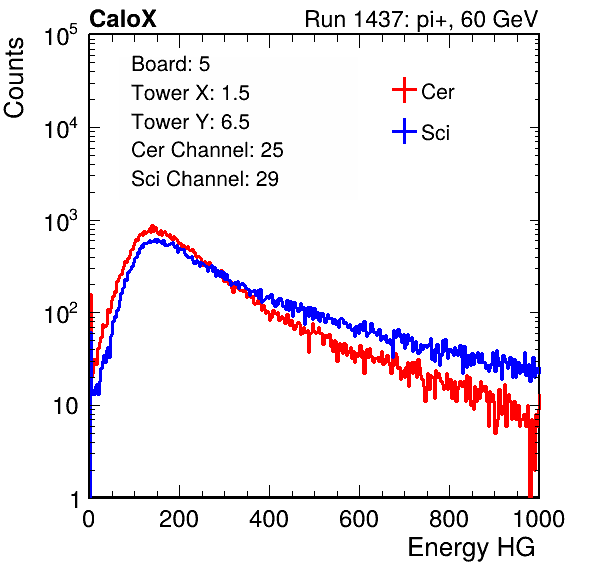 CaloX Run 1437: pi+, 60 GeV
Board: 5
Tower X: 1.5
Tower Y: 6.5
Cer Channel: 25
Sci Channel: 29
Cer
Sci
Counts
10^5
10^4
10^3
10^2
10
1
0 200 400 600 800 1000
Energy HG